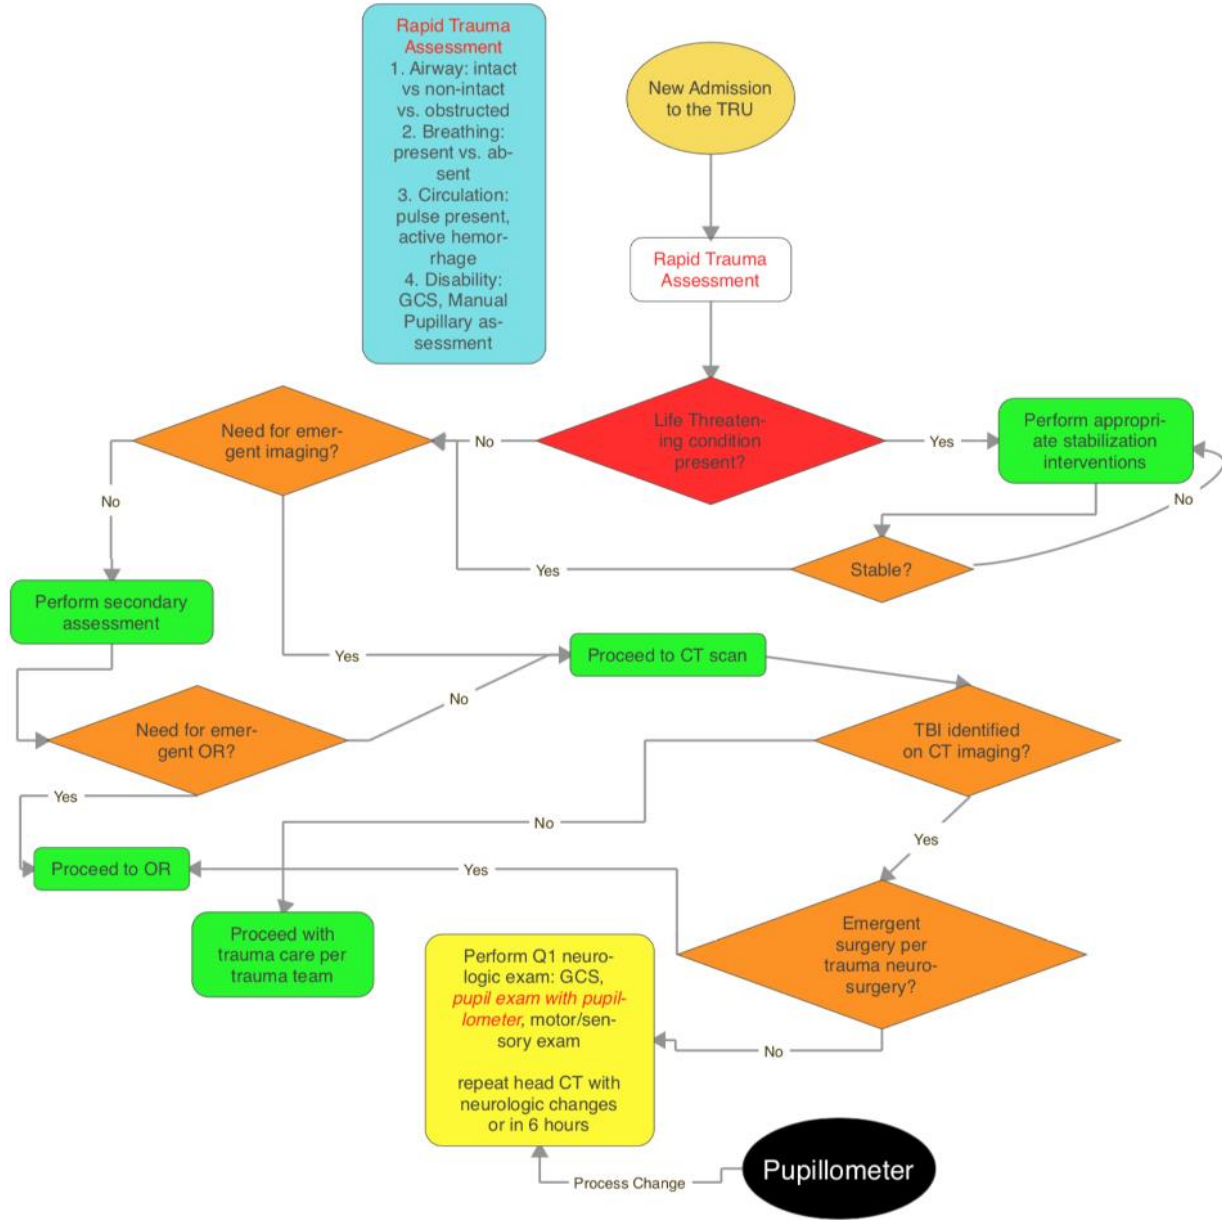 Rapid Trauma
Assessment
1. Airway: intact
vs non-intact
vs. obstructed
2. Breathing:
present vs. ab-
sent
3. Circulation:
pulse present,
active hemor-
rhage
4. Disability:
GCS, Manual
Pupillary as-
sessment
New Admission
to the TRU
Rapid Trauma
Assessment
Life Threaten-
ing condition
present?
No
Yes
Need for emer-
gent imaging?
Perform appropri-
ate stabilization
interventions
No
No
Stable?
Yes
Perform secondary
assessment
Yes
Proceed to CT scan
No
Need for emer-
gent OR?
TBI identified
on CT imaging?
Yes
No
Yes
Proceed to OR
Yes
Proceed with
trauma care per
trauma team
Emergent
surgery per
trauma neuro-
surgery?
Perform Q1 neuro-
logic exam: GCS,
pupil exam with pupil-
lometer, motor/sen-
sory exam
repeat head CT with
neurologic changes
or in 6 hours
No
Pupillometer
Process Change